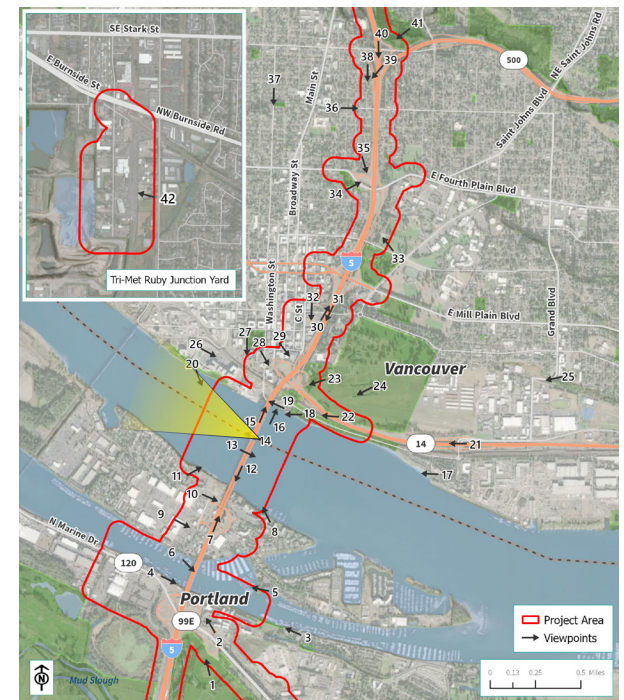 SE Stark St
E Burnside St
NW Burnside Rd
42
Tri-Met Ruby Junction Yard
41
40
38
39
37
36
35
34
33
32
31
30
29
28
27
26
20
25
24
23
22
21
19
18
17
16
15
14
13
12
11
10
9
8
7
6
5
4
3
2
1
500
NE Saint Johns Rd
Saint Johns Blvd
Main St
Broadway St
E Fourth Plain Blvd
5
Washington St
C St
E Mill Plain Blvd
Grand Blvd
Vancouver
14
N Marine Dr
120
Portland
99E
5
Mud Slough
N
Project Area
Viewpoints
0 0.13 0.25 0.5 Miles